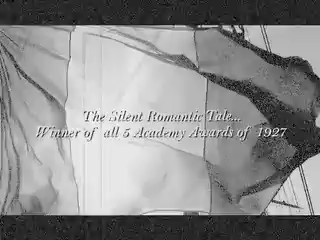 The Silent Romantic Tale...
Winner of all 5 Academy Awards of 1927